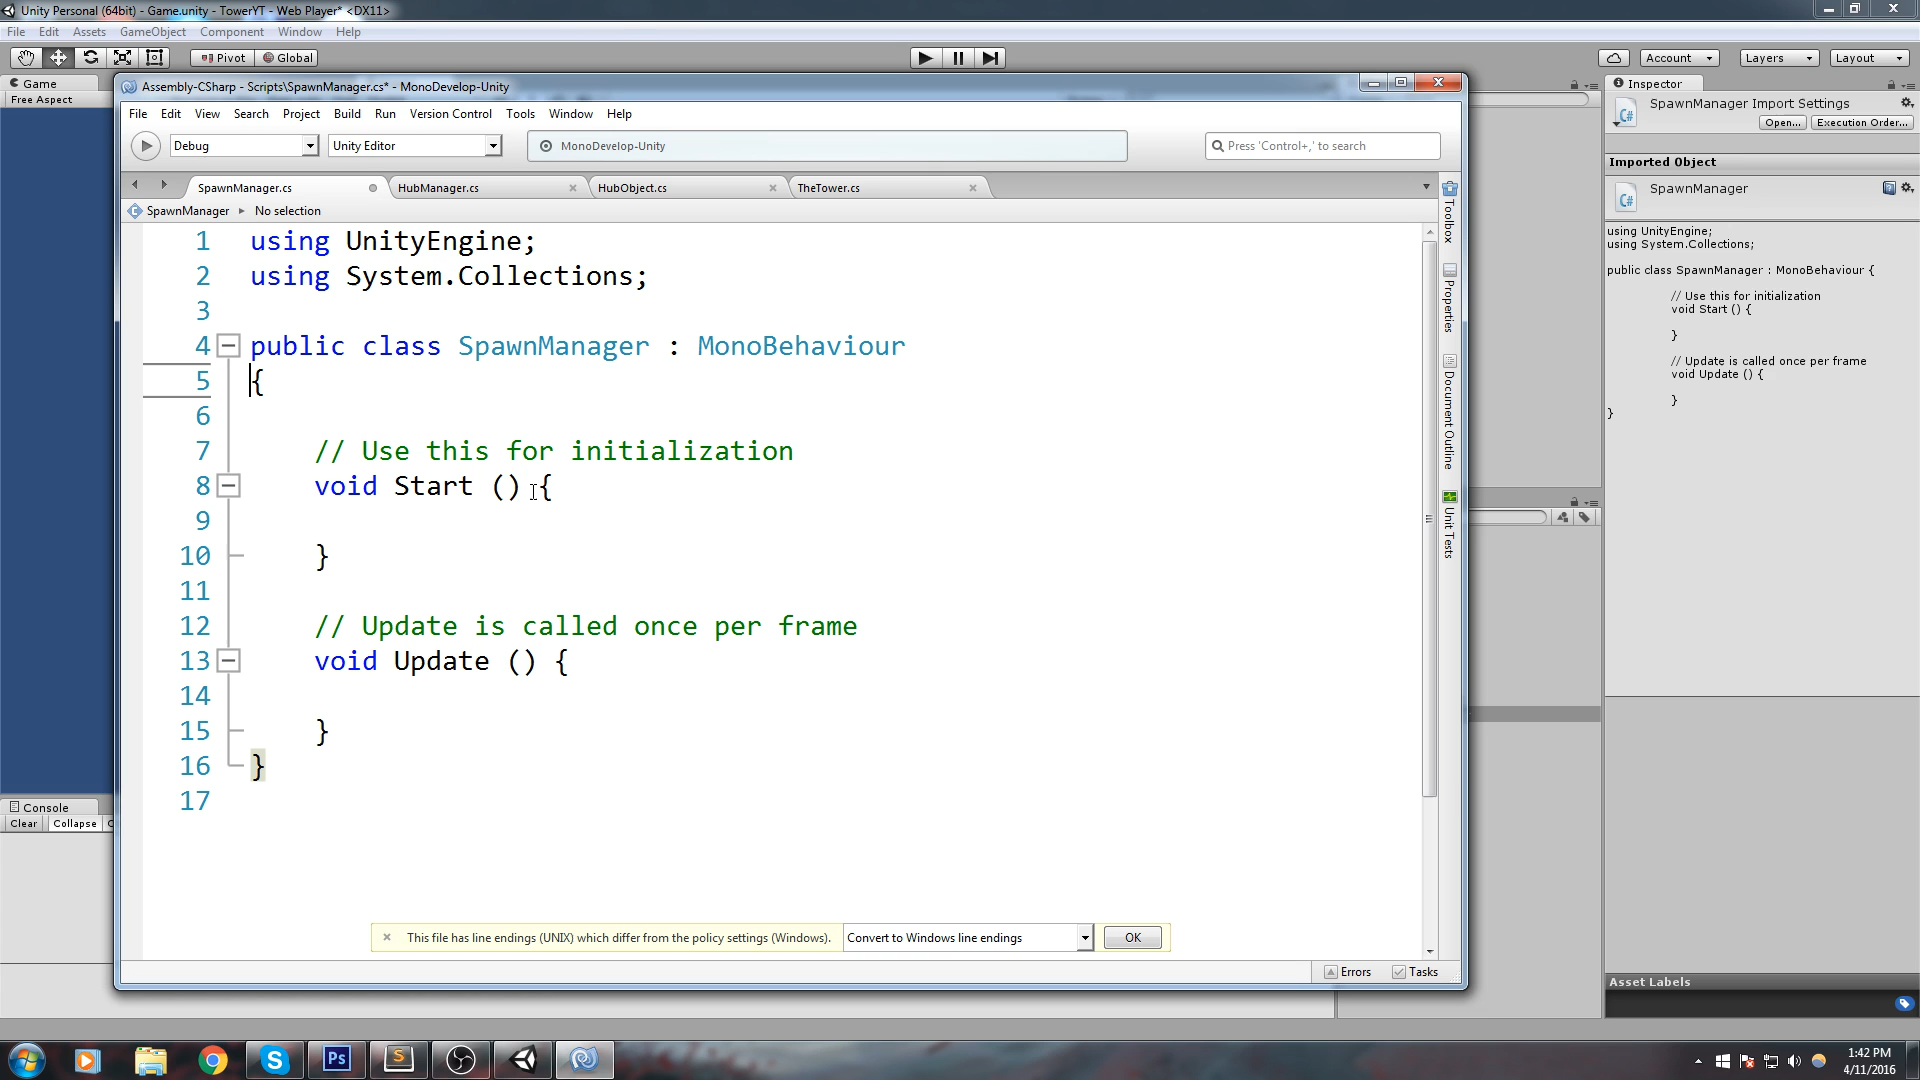 Unity Personal (64bit) - Game.unity - TowerYT - Web Player* <DX11>
File Edit Assets GameObject Component Window Help
Pivot Global Account Layers Layout
Game
Free Aspect
Assembly-CSharp - Scripts\SpawnManager.cs* - MonoDevelop-Unity
File Edit View Search Project Build Run Version Control Tools Window Help
Debug Unity Editor MonoDevelop-Unity Press 'Control+,' to search
SpawnManager.cs HubManager.cs HubObject.cs TheTower.cs
SpawnManager No selection
1 using UnityEngine;
2 using System.Collections;
3
4 public class SpawnManager : MonoBehaviour
5 {
6
7 // Use this for initialization
8 void Start () {
9
10 }
11
12 // Update is called once per frame
13 void Update () {
14
15 }
16 }
17
This file has line endings (UNIX) which differ from the policy settings (Windows). Convert to Windows line endings OK
Errors Tasks
Toolbox
Properties
Document Outline
Unit Tests
Inspector
SpawnManager Import Settings
C#
Open... Execution Order...
Imported Object
SpawnManager
C#
using UnityEngine;
using System.Collections;
public class SpawnManager : MonoBehaviour {
// Use this for initialization
void Start () {
}
// Update is called once per frame
void Update () {
}
}
Asset Labels
Console
Clear Collapse
Ps S
1:42 PM
4/11/2016